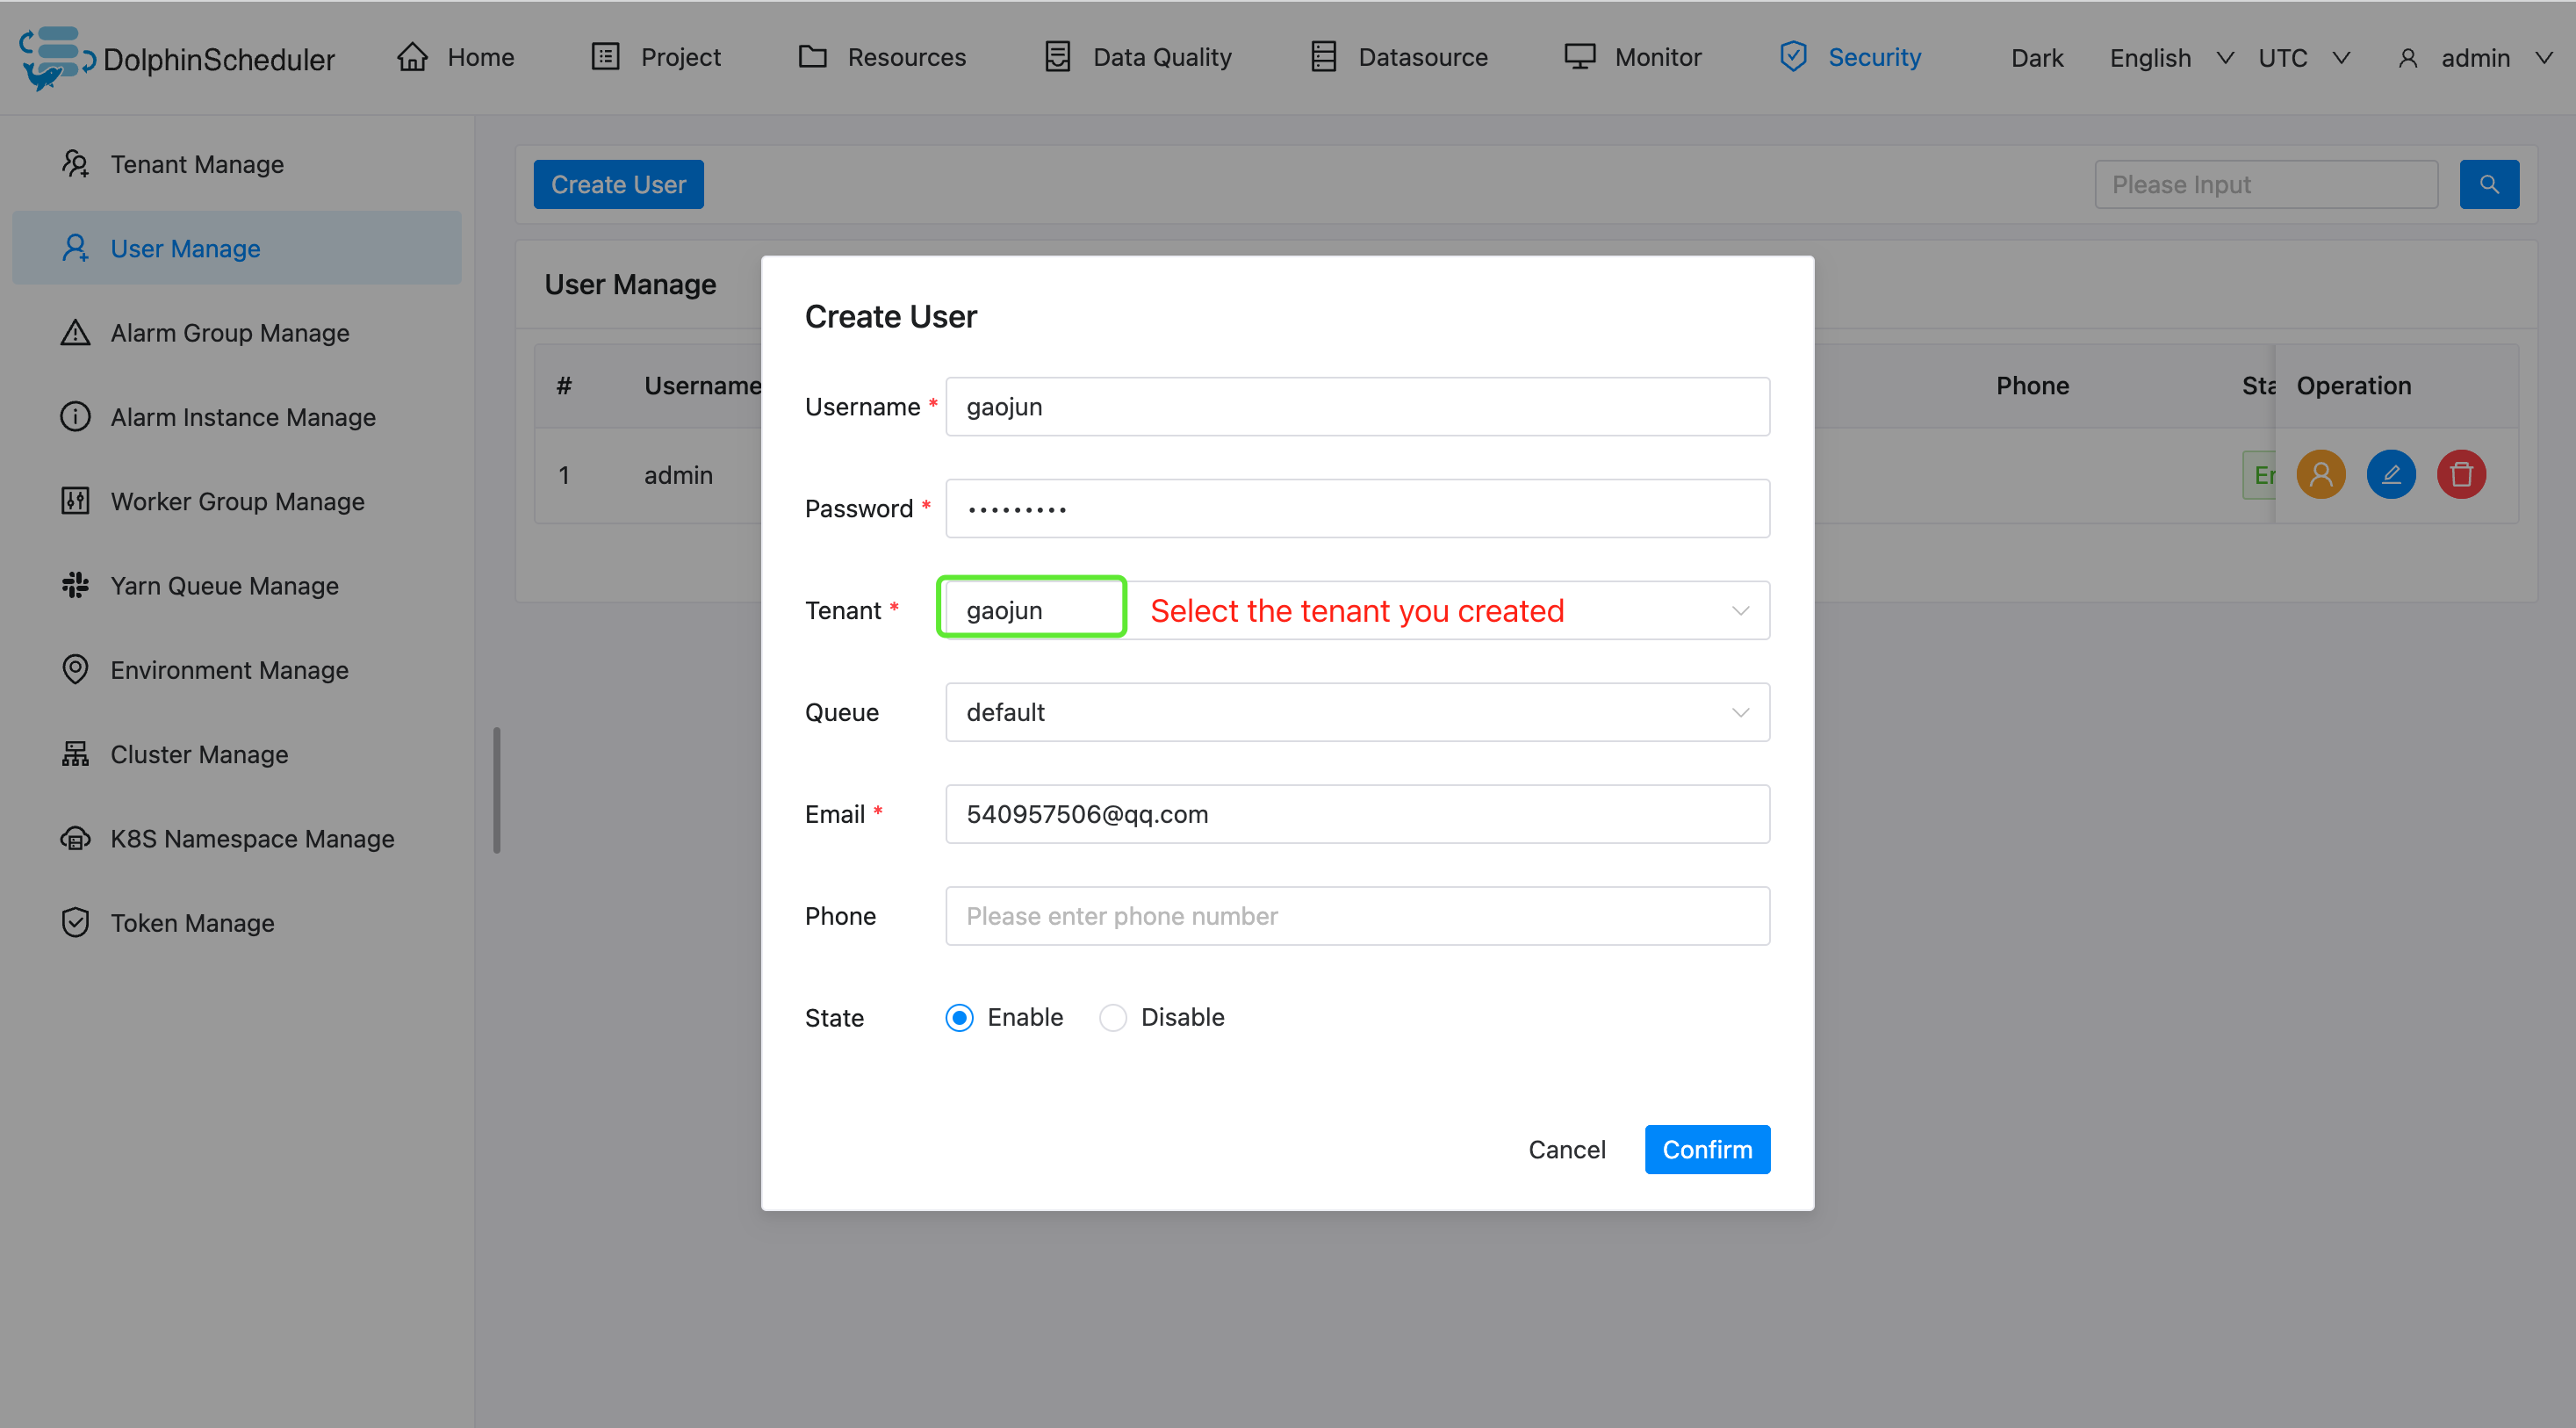 DolphinScheduler Home Project Resources Data Quality Datasource Monitor Security Dark English UTC admin
Tenant Manage
User Manage
Alarm Group Manage
Alarm Instance Manage
Worker Group Manage
Yarn Queue Manage
Environment Manage
Cluster Manage
K8S Namespace Manage
Token Manage
Create User Please Input
User Manage
# Username Phone Sta Operation
1 admin En
Create User
Username * gaojun
Password * •••••••••
Tenant * gaojun Select the tenant you created
Queue default
Email * 540957506@qq.com
Phone Please enter phone number
State Enable Disable
Cancel Confirm